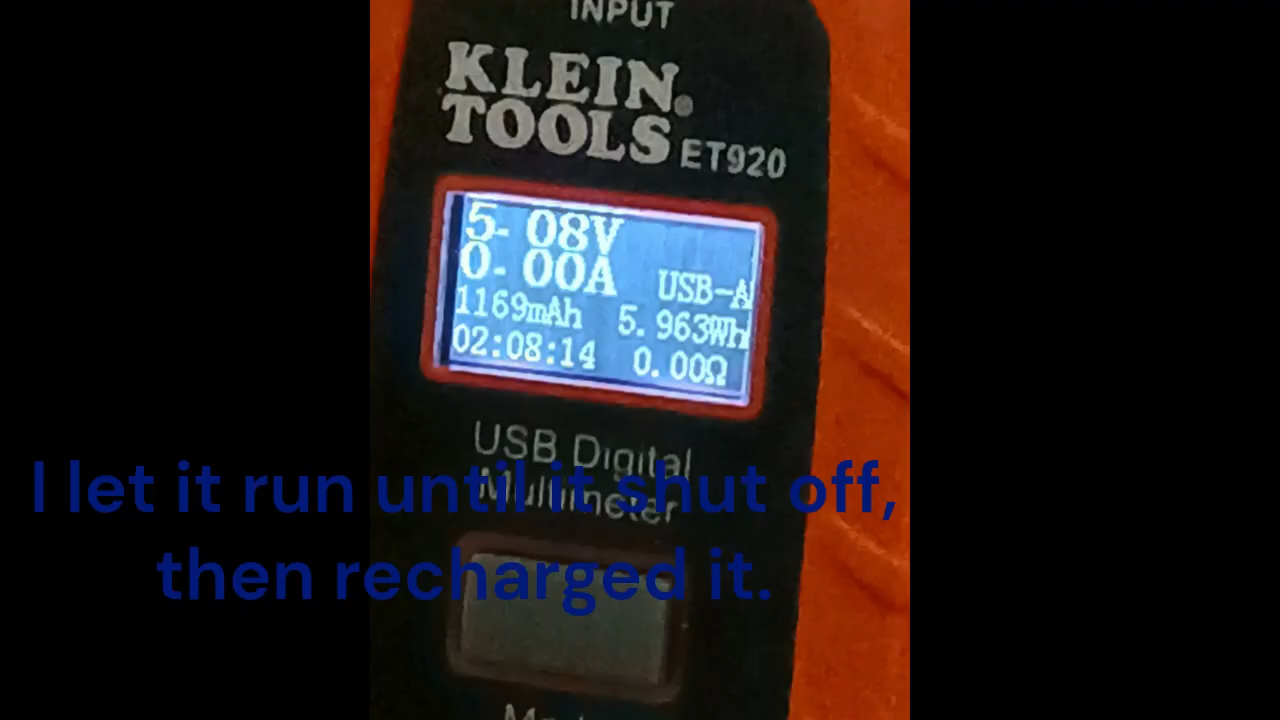 INPUT
KLEIN
TOOLS® ET920
5.08V
0.00A USB-A
1169mAh 5.963Wh
02:08:14 0.00Ω
USB Digital
Multimeter
I let it run until it shut off,
then recharged it.